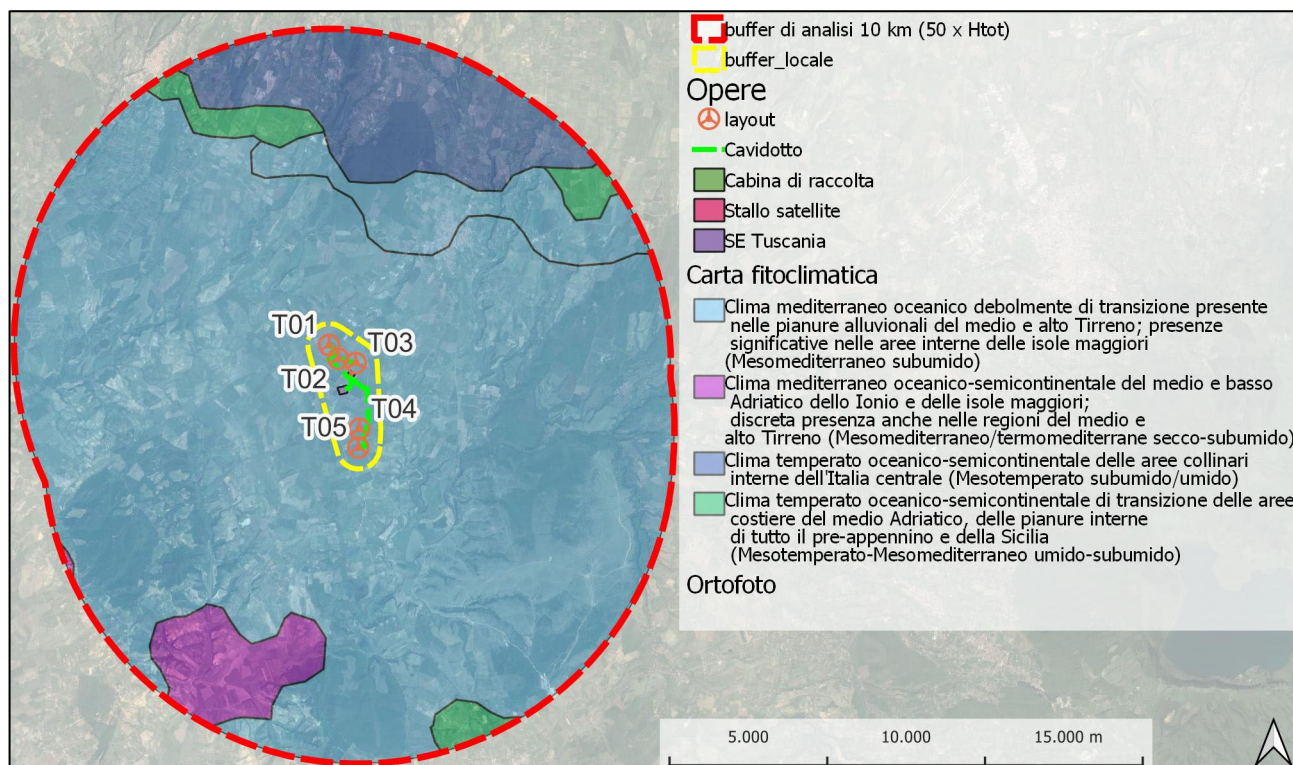 buffer di analisi 10 km (50 x Htot)
buffer_locale
Opere
layout
Cavidotto
Cabina di raccolta
Stallo satellite
SE Tuscania
Carta fitoclimatica
Clima mediterraneo oceanico debolmente di transizione presente
nelle pianure alluvionali del medio e alto Tirreno; presenze
significative nelle aree interne delle isole maggiori
(Mesomediterraneo subumido)
Clima mediterraneo oceanico-semicontinentale del medio e basso
Adriatico dello Ionio e delle isole maggiori;
discreta presenza anche nelle regioni del medio e
alto Tirreno (Mesomediterraneo/termomediterrane secco-subumido)
Clima temperato oceanico-semicontinentale delle aree collinari
interne dell'Italia centrale (Mesotemperato subumido/umido)
Clima temperato oceanico-semicontinentale di transizione delle aree
costiere del medio Adriatico, delle pianure interne
di tutto il pre-appennino e della Sicilia
(Mesotemperato-Mesomediterraneo umido-subumido)
Ortofoto
T01
T03
T02
T04
T05
5.000 10.000 15.000 m